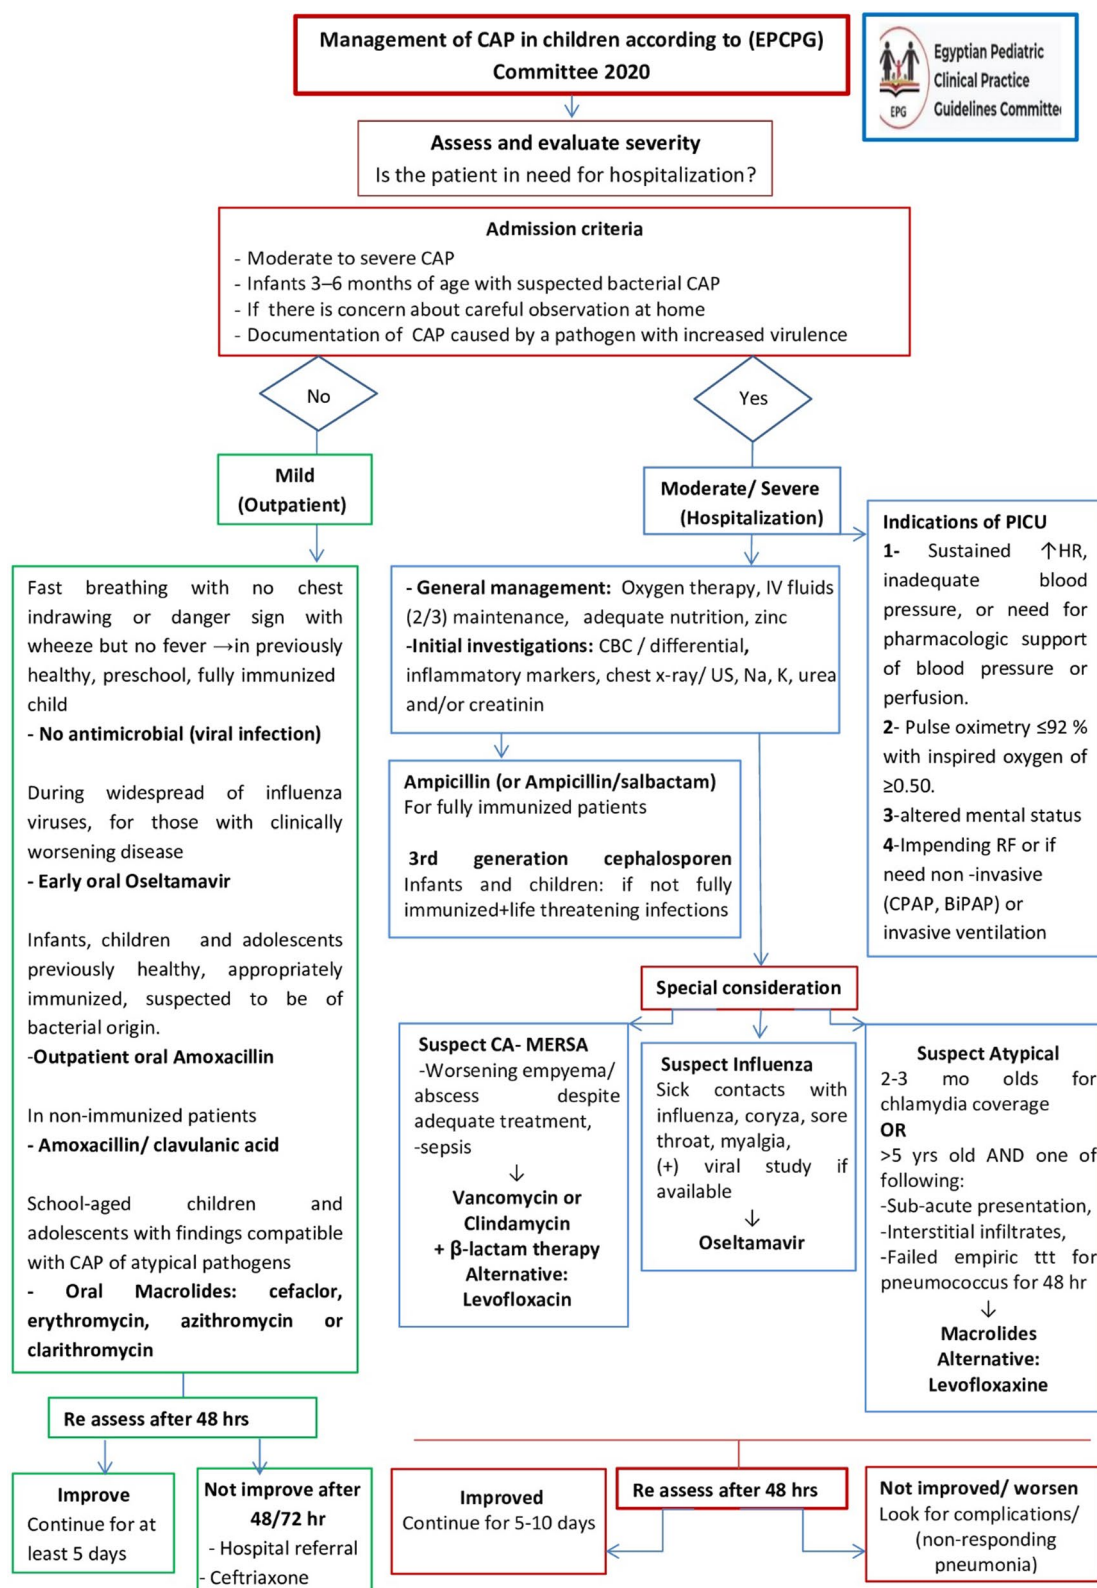 Management of CAP in children according to (EPCPG)
Committee 2020
Egyptian Pediatric
Clinical Practice
Guidelines Committe
EPG
Assess and evaluate severity
Is the patient in need for hospitalization?
Admission criteria
- Moderate to severe CAP
- Infants 3–6 months of age with suspected bacterial CAP
- If there is concern about careful observation at home
- Documentation of CAP caused by a pathogen with increased virulence
No
Yes
Mild
(Outpatient)
Fast breathing with no chest
indrawing or danger sign with
wheeze but no fever →in previously
healthy, preschool, fully immunized
child
- No antimicrobial (viral infection)
During widespread of influenza
viruses, for those with clinically
worsening disease
- Early oral Oseltamavir
Infants, children and adolescents
previously healthy, appropriately
immunized, suspected to be of
bacterial origin.
-Outpatient oral Amoxacillin
In non-immunized patients
- Amoxacillin/ clavulanic acid
School-aged children and
adolescents with findings compatible
with CAP of atypical pathogens
- Oral Macrolides: cefaclor,
erythromycin, azithromycin or
clarithromycin
Re assess after 48 hrs
Improve
Continue for at
least 5 days
Not improve after
48/72 hr
- Hospital referral
- Ceftriaxone
Moderate/ Severe
(Hospitalization)
- General management: Oxygen therapy, IV fluids
(2/3) maintenance, adequate nutrition, zinc
-Initial investigations: CBC / differential,
inflammatory markers, chest x-ray/ US, Na, K, urea
and/or creatinin
Ampicillin (or Ampicillin/salbactam)
For fully immunized patients
3rd generation cephalosporen
Infants and children: if not fully
immunized+life threatening infections
Indications of PICU
1- Sustained ↑HR,
inadequate blood
pressure, or need for
pharmacologic support
of blood pressure or
perfusion.
2- Pulse oximetry ≤92 %
with inspired oxygen of
≥0.50.
3-altered mental status
4-Impending RF or if
need non -invasive
(CPAP, BiPAP) or
invasive ventilation
Special consideration
Suspect CA- MERSA
-Worsening empyema/
abscess despite
adequate treatment,
-sepsis
↓
Vancomycin or
Clindamycin
+ β-lactam therapy
Alternative:
Levofloxacin
Suspect Influenza
Sick contacts with
influenza, coryza, sore
throat, myalgia,
(+) viral study if
available
↓
Oseltamavir
Suspect Atypical
2-3 mo olds for
chlamydia coverage
OR
>5 yrs old AND one of
following:
-Sub-acute presentation,
-Interstitial infiltrates,
-Failed empiric ttt for
pneumococcus for 48 hr
↓
Macrolides
Alternative:
Levofloxaxine
Re assess after 48 hrs
Improved
Continue for 5-10 days
Not improved/ worsen
Look for complications/
(non-responding
pneumonia)